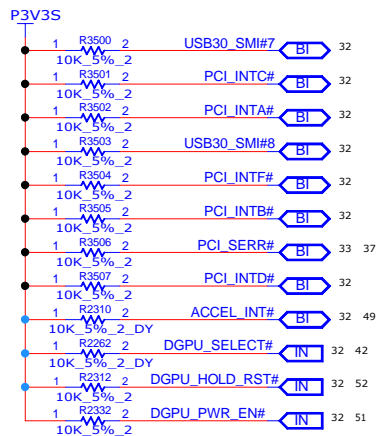 P3V3S
1 R3500 2 USB30_SMI#7 BI 32
10K_5%_2
1 R3501 2 PCI_INTC# BI 32
10K_5%_2
1 R3502 2 PCI_INTA# BI 32
10K_5%_2
1 R3503 2 USB30_SMI#8 BI 32
10K_5%_2
1 R3504 2 PCI_INTF# BI 32
10K_5%_2
1 R3505 2 PCI_INTB# BI 32
10K_5%_2
1 R3506 2 PCI_SERR# BI 33 37
10K_5%_2
1 R3507 2 PCI_INTD# BI 32
10K_5%_2
1 R2310 2 ACCEL_INT# BI 32 49
10K_5%_2_DY
1 R2262 2 DGPU_SELECT# IN 32 42
10K_5%_2_DY
1 R2312 2 DGPU_HOLD_RST# IN 32 52
10K_5%_2
1 R2332 2 DGPU_PWR_EN# IN 32 51
10K_5%_2